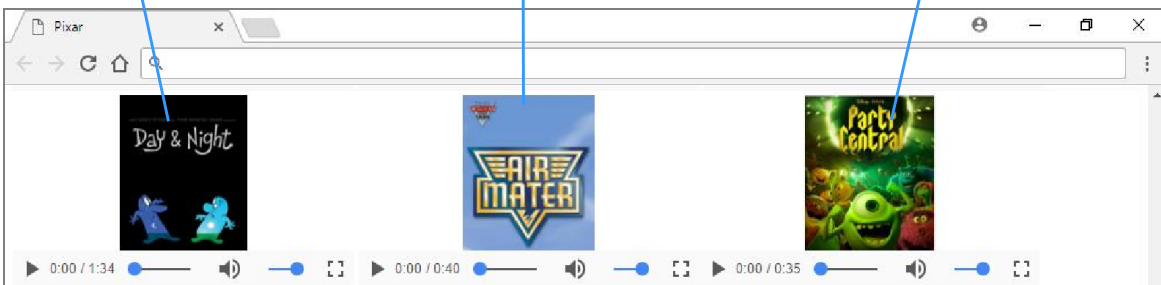 Pixar
Day & Night
AIR
MATER
Disney PIXAR
Party
Central
0:00 / 1:34
0:00 / 0:40
0:00 / 0:35